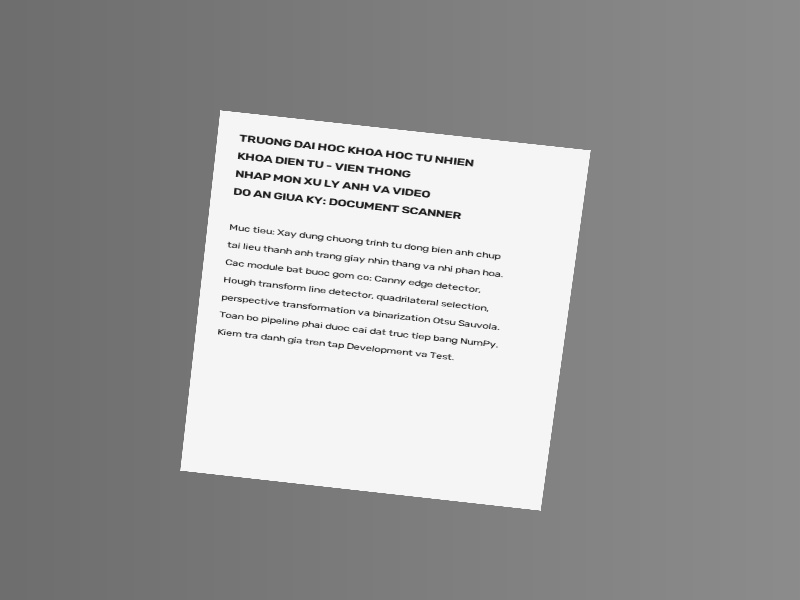 TRUONG DAI HOC KHOA HOC TU NHIEN
KHOA DIEN TU - VIEN THONG
NHAP MON XU LY ANH VA VIDEO
DO AN GIUA KY: DOCUMENT SCANNER
Muc tieu: Xay dung chuong trinh tu dong bien anh chup
tai lieu thanh anh trang giay nhin thang va nhi phan hoa.
Cac module bat buoc gom co: Canny edge detector,
Hough transform line detector, quadrilateral selection,
perspective transformation va binarization Otsu Sauvola.
Toan bo pipeline phai duoc cai dat truc tiep bang NumPy.
Kiem tra danh gia tren tap Development va Test.